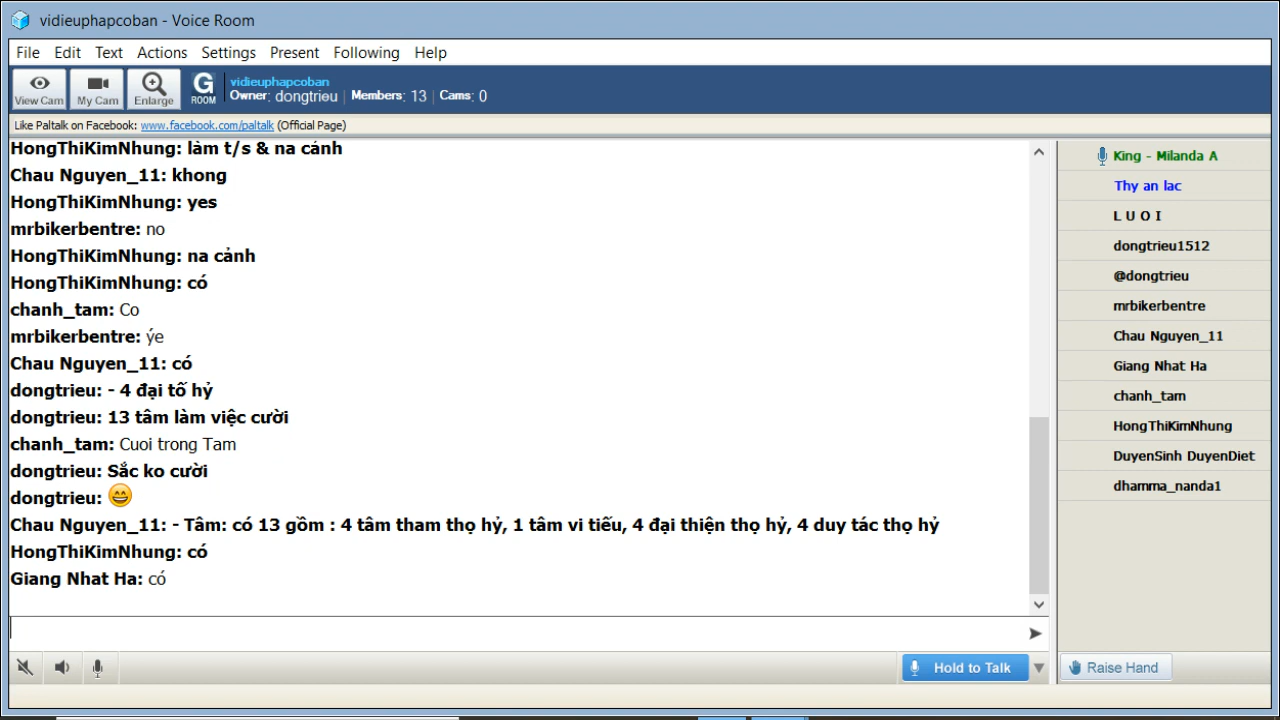 vidieuphapcoban - Voice Room
File Edit Text Actions Settings Present Following Help
View Cam My Cam Enlarge G ROOM
vidieuphapcoban
Owner: dongtrieu | Members: 13 | Cams: 0
Like Paltalk on Facebook: www.facebook.com/paltalk (Official Page)
HongThiKimNhung: làm t/s & na cảnh
Chau Nguyen_11: khong
HongThiKimNhung: yes
mrbikerbentre: no
HongThiKimNhung: na cảnh
HongThiKimNhung: có
chanh_tam: Co
mrbikerbentre: ýe
Chau Nguyen_11: có
dongtrieu: - 4 đại tố hỷ
dongtrieu: 13 tâm làm việc cười
chanh_tam: Cuoi trong Tam
dongtrieu: Sắc ko cười
dongtrieu: 😄
Chau Nguyen_11: - Tâm: có 13 gồm : 4 tâm tham thọ hỷ, 1 tâm vi tiếu, 4 đại thiện thọ hỷ, 4 duy tác thọ hỷ
HongThiKimNhung: có
Giang Nhat Ha: có
King - Milanda A
Thy an lac
L U O I
dongtrieu1512
@dongtrieu
mrbikerbentre
Chau Nguyen_11
Giang Nhat Ha
chanh_tam
HongThiKimNhung
DuyenSinh DuyenDiet
dhamma_nanda1
Hold to Talk
Raise Hand